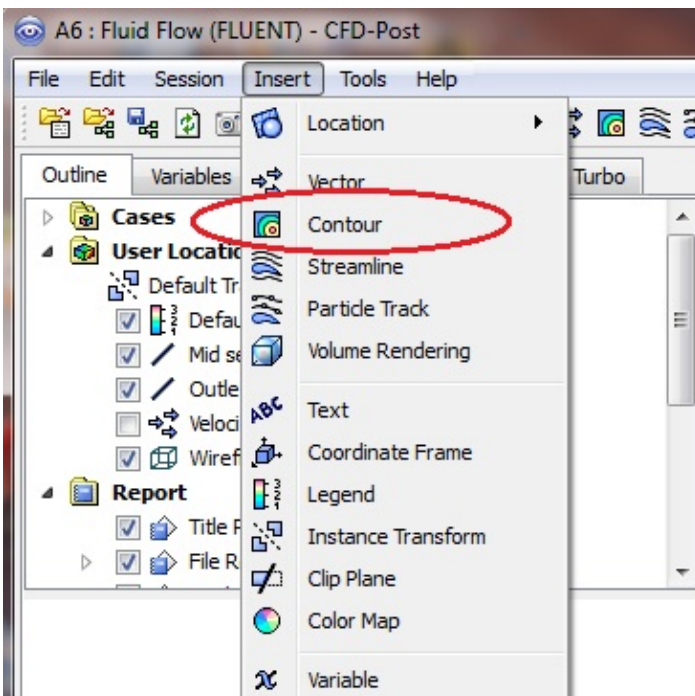 A6 : Fluid Flow (FLUENT) - CFD-Post
File Edit Session Insert Tools Help
Outline Variables Turbo
Cases
User Locatio
Default Tr
Defau
Mid se
Outle
Veloci
Wiref
Report
Title P
File R
Location
Vector
Contour
Streamline
Particle Track
Volume Rendering
ABC
Text
Coordinate Frame
Legend
Instance Transform
Clip Plane
Color Map
Variable